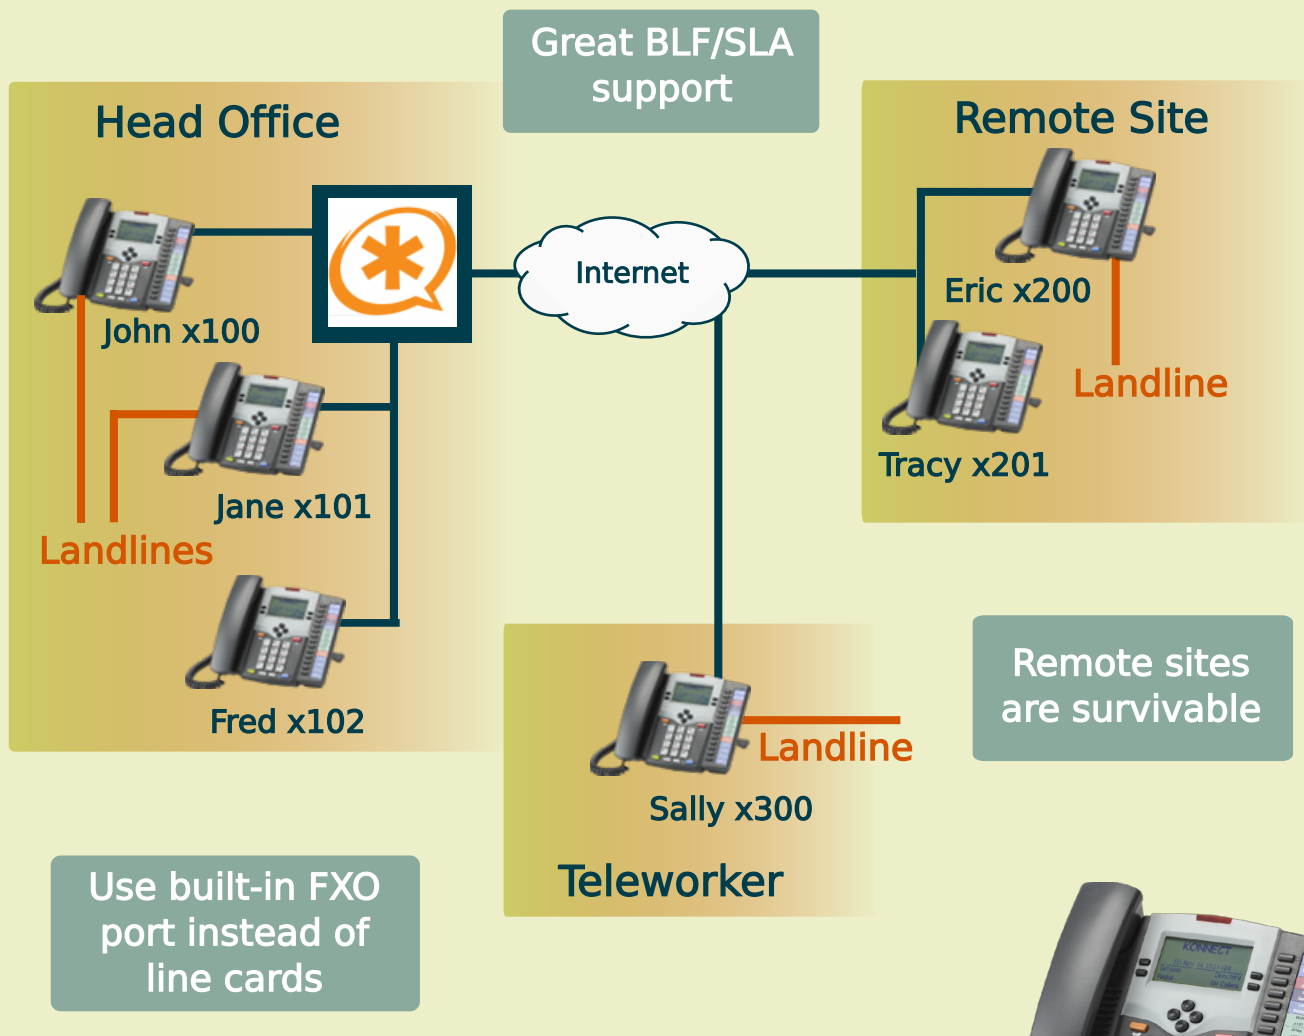 Great BLF/SLA
support
Head Office
Remote Site
Internet
Eric x200
John x100
Landline
Tracy x201
Jane x101
Landlines
Remote sites
are survivable
Fred x102
Landline
Sally x300
Teleworker
Use built-in FXO
port instead of
line cards
KONNECT
Directory